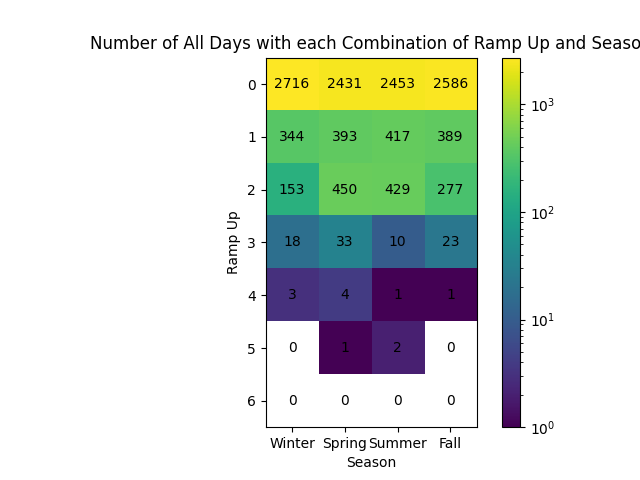 Number of All Days with each Combination of Ramp Up and Seaso
0 2716 2431 2453 2586
1 344 393 417 389
2 153 450 429 277
3 18 33 10 23
4 3 4 1 1
5 0 1 2 0
6 0 0 0 0
Ramp Up
Winter Spring Summer Fall
Season
10³
10²
10¹
10⁰